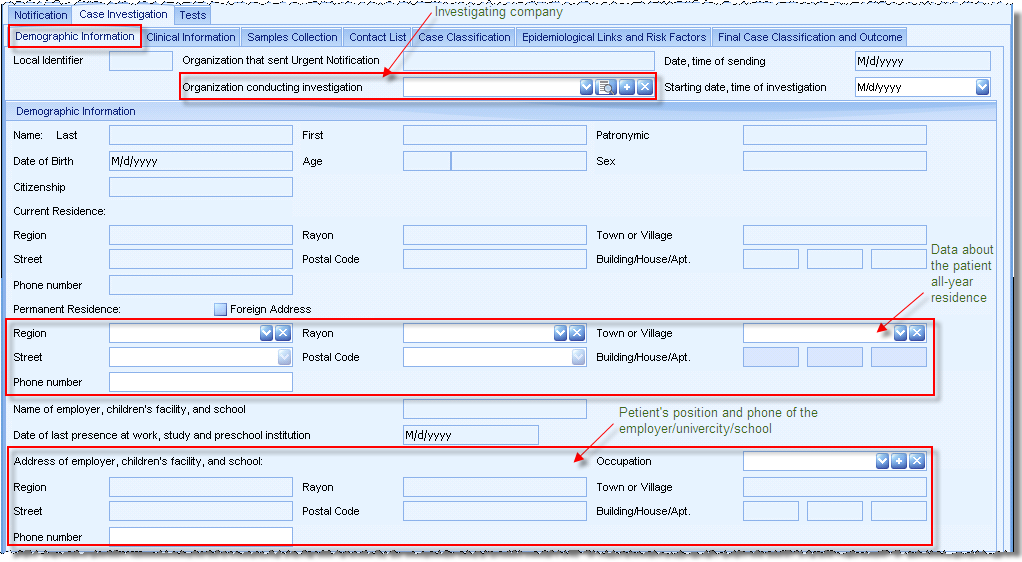 Investigating company
Notification Case Investigation Tests
Demographic Information Clinical Information Samples Collection Contact List Case Classification Epidemiological Links and Risk Factors Final Case Classification and Outcome
Local Identifier Organization that sent Urgent Notification Date, time of sending M/d/yyyy
Organization conducting investigation Starting date, time of investigation M/d/yyyy
Demographic Information
Name: Last First Patronymic
Date of Birth M/d/yyyy Age Sex
Citizenship
Current Residence:
Region Rayon Town or Village
Street Postal Code Building/House/Apt.
Phone number
Data about
the patient
all-year
residence
Permanent Residence: Foreign Address
Region Rayon Town or Village
Street Postal Code Building/House/Apt.
Phone number
Name of employer, children's facility, and school
Date of last presence at work, study and preschool institution M/d/yyyy
Petient's position and phone of the
employer/univercity/school
Address of employer, children's facility, and school: Occupation
Region Rayon Town or Village
Street Postal Code Building/House/Apt.
Phone number